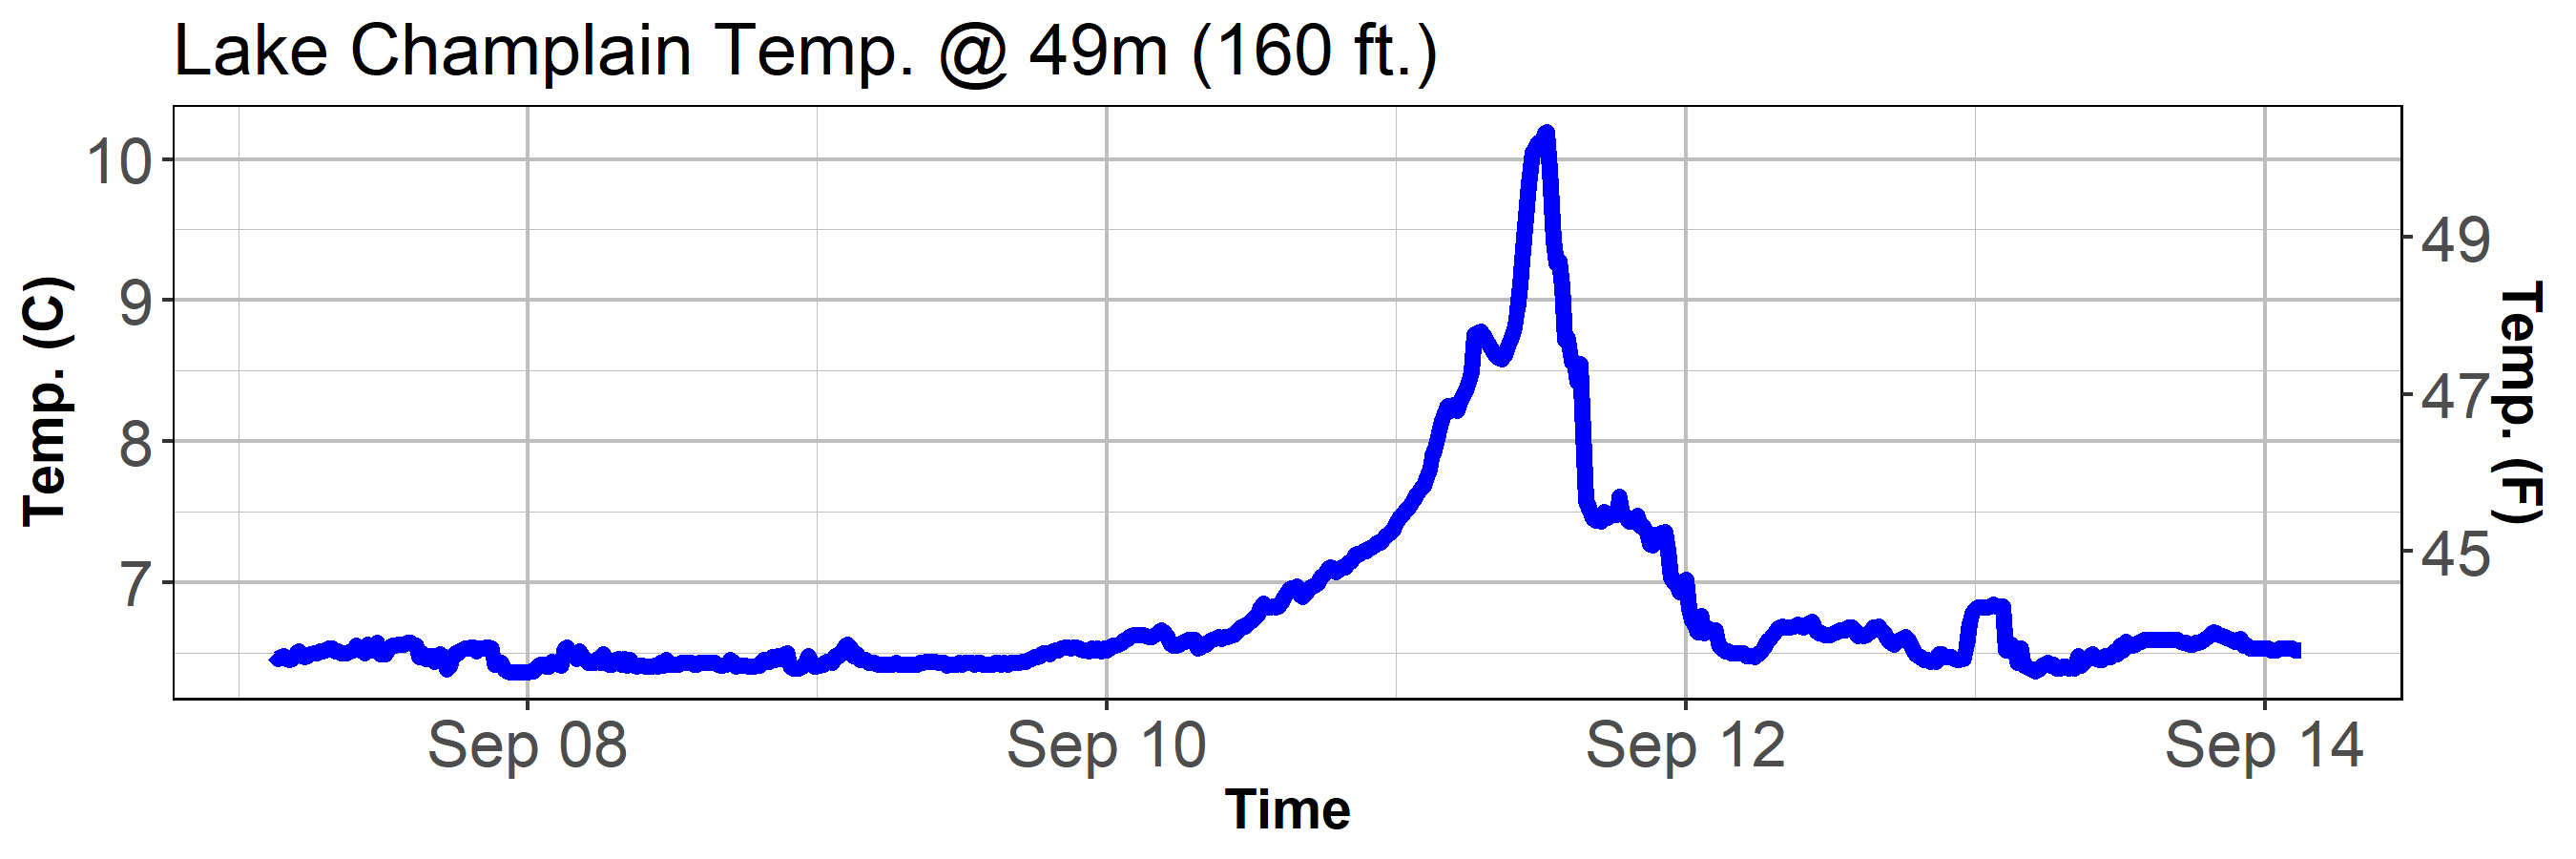 Lake Champlain Temp. @ 49m (160 ft.)
Temp. (C)
10
9
8
7
49
47
45
Temp. (F)
Sep 08 Sep 10 Sep 12 Sep 14
Time